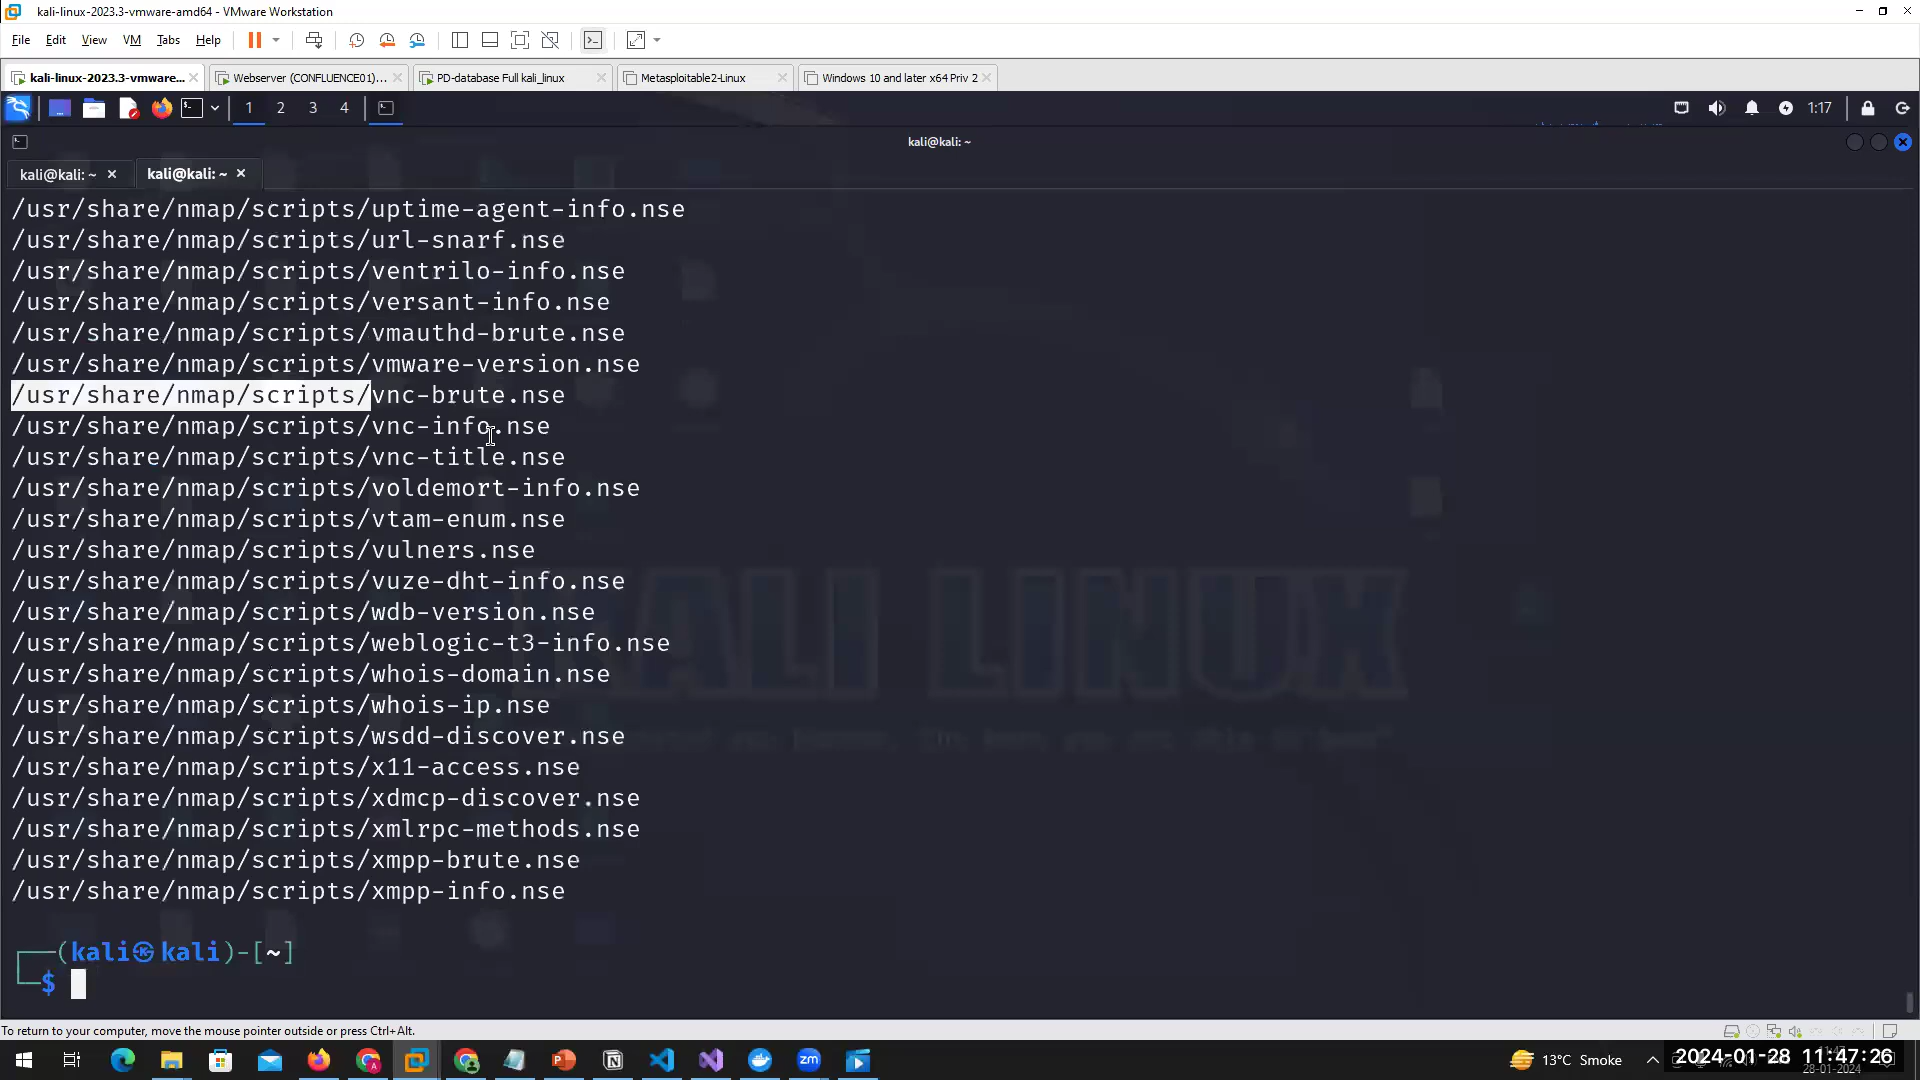 kali-linux-2023.3-vmware-amd64 - VMware Workstation
File Edit View VM Tabs Help
kali-linux-2023.3-vmware... Webserver (CONFLUENCE01)... PD-database Full kali_linux Metasploitable2-Linux Windows 10 and later x64 Priv 2
1 2 3 4 1:17
kali@kali: ~
kali@kali: ~ kali@kali: ~
/usr/share/nmap/scripts/uptime-agent-info.nse
/usr/share/nmap/scripts/url-snarf.nse
/usr/share/nmap/scripts/ventrilo-info.nse
/usr/share/nmap/scripts/versant-info.nse
/usr/share/nmap/scripts/vmauthd-brute.nse
/usr/share/nmap/scripts/vmware-version.nse
/usr/share/nmap/scripts/vnc-brute.nse
/usr/share/nmap/scripts/vnc-info.nse
/usr/share/nmap/scripts/vnc-title.nse
/usr/share/nmap/scripts/voldemort-info.nse
/usr/share/nmap/scripts/vtam-enum.nse
/usr/share/nmap/scripts/vulners.nse
/usr/share/nmap/scripts/vuze-dht-info.nse
/usr/share/nmap/scripts/wdb-version.nse
/usr/share/nmap/scripts/weblogic-t3-info.nse
/usr/share/nmap/scripts/whois-domain.nse
/usr/share/nmap/scripts/whois-ip.nse
/usr/share/nmap/scripts/wsdd-discover.nse
/usr/share/nmap/scripts/x11-access.nse
/usr/share/nmap/scripts/xdmcp-discover.nse
/usr/share/nmap/scripts/xmlrpc-methods.nse
/usr/share/nmap/scripts/xmpp-brute.nse
/usr/share/nmap/scripts/xmpp-info.nse
KALI LINUX
┌──(kali㉿kali)-[~]
└─$
To return to your computer, move the mouse pointer outside or press Ctrl+Alt.
13°C Smoke 2024-01-28 11:47:26
28-01-2024